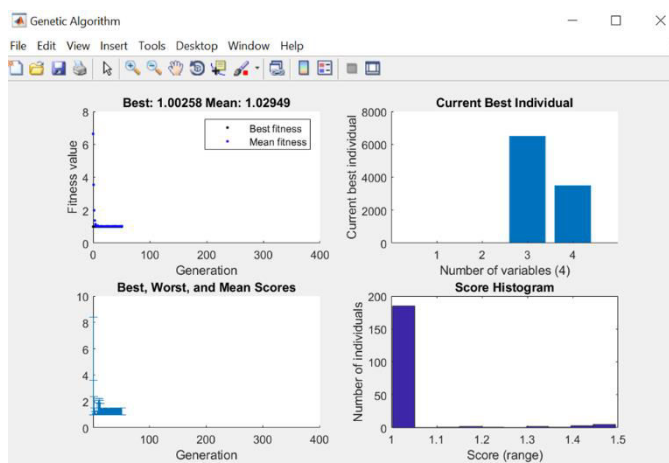 Genetic Algorithm
File Edit View Insert Tools Desktop Window Help
Best: 1.00258 Mean: 1.02949
Fitness value
8
6
4
2
0
Best fitness
Mean fitness
0 100 200 300 400
Generation
Current Best Individual
Current best individual
8000
6000
4000
2000
0
1 2 3 4
Number of variables (4)
Best, Worst, and Mean Scores
10
8
6
4
2
0
100 200 300 400
Generation
Score Histogram
Number of individuals
200
150
100
50
0
1 1.1 1.2 1.3 1.4 1.5
Score (range)